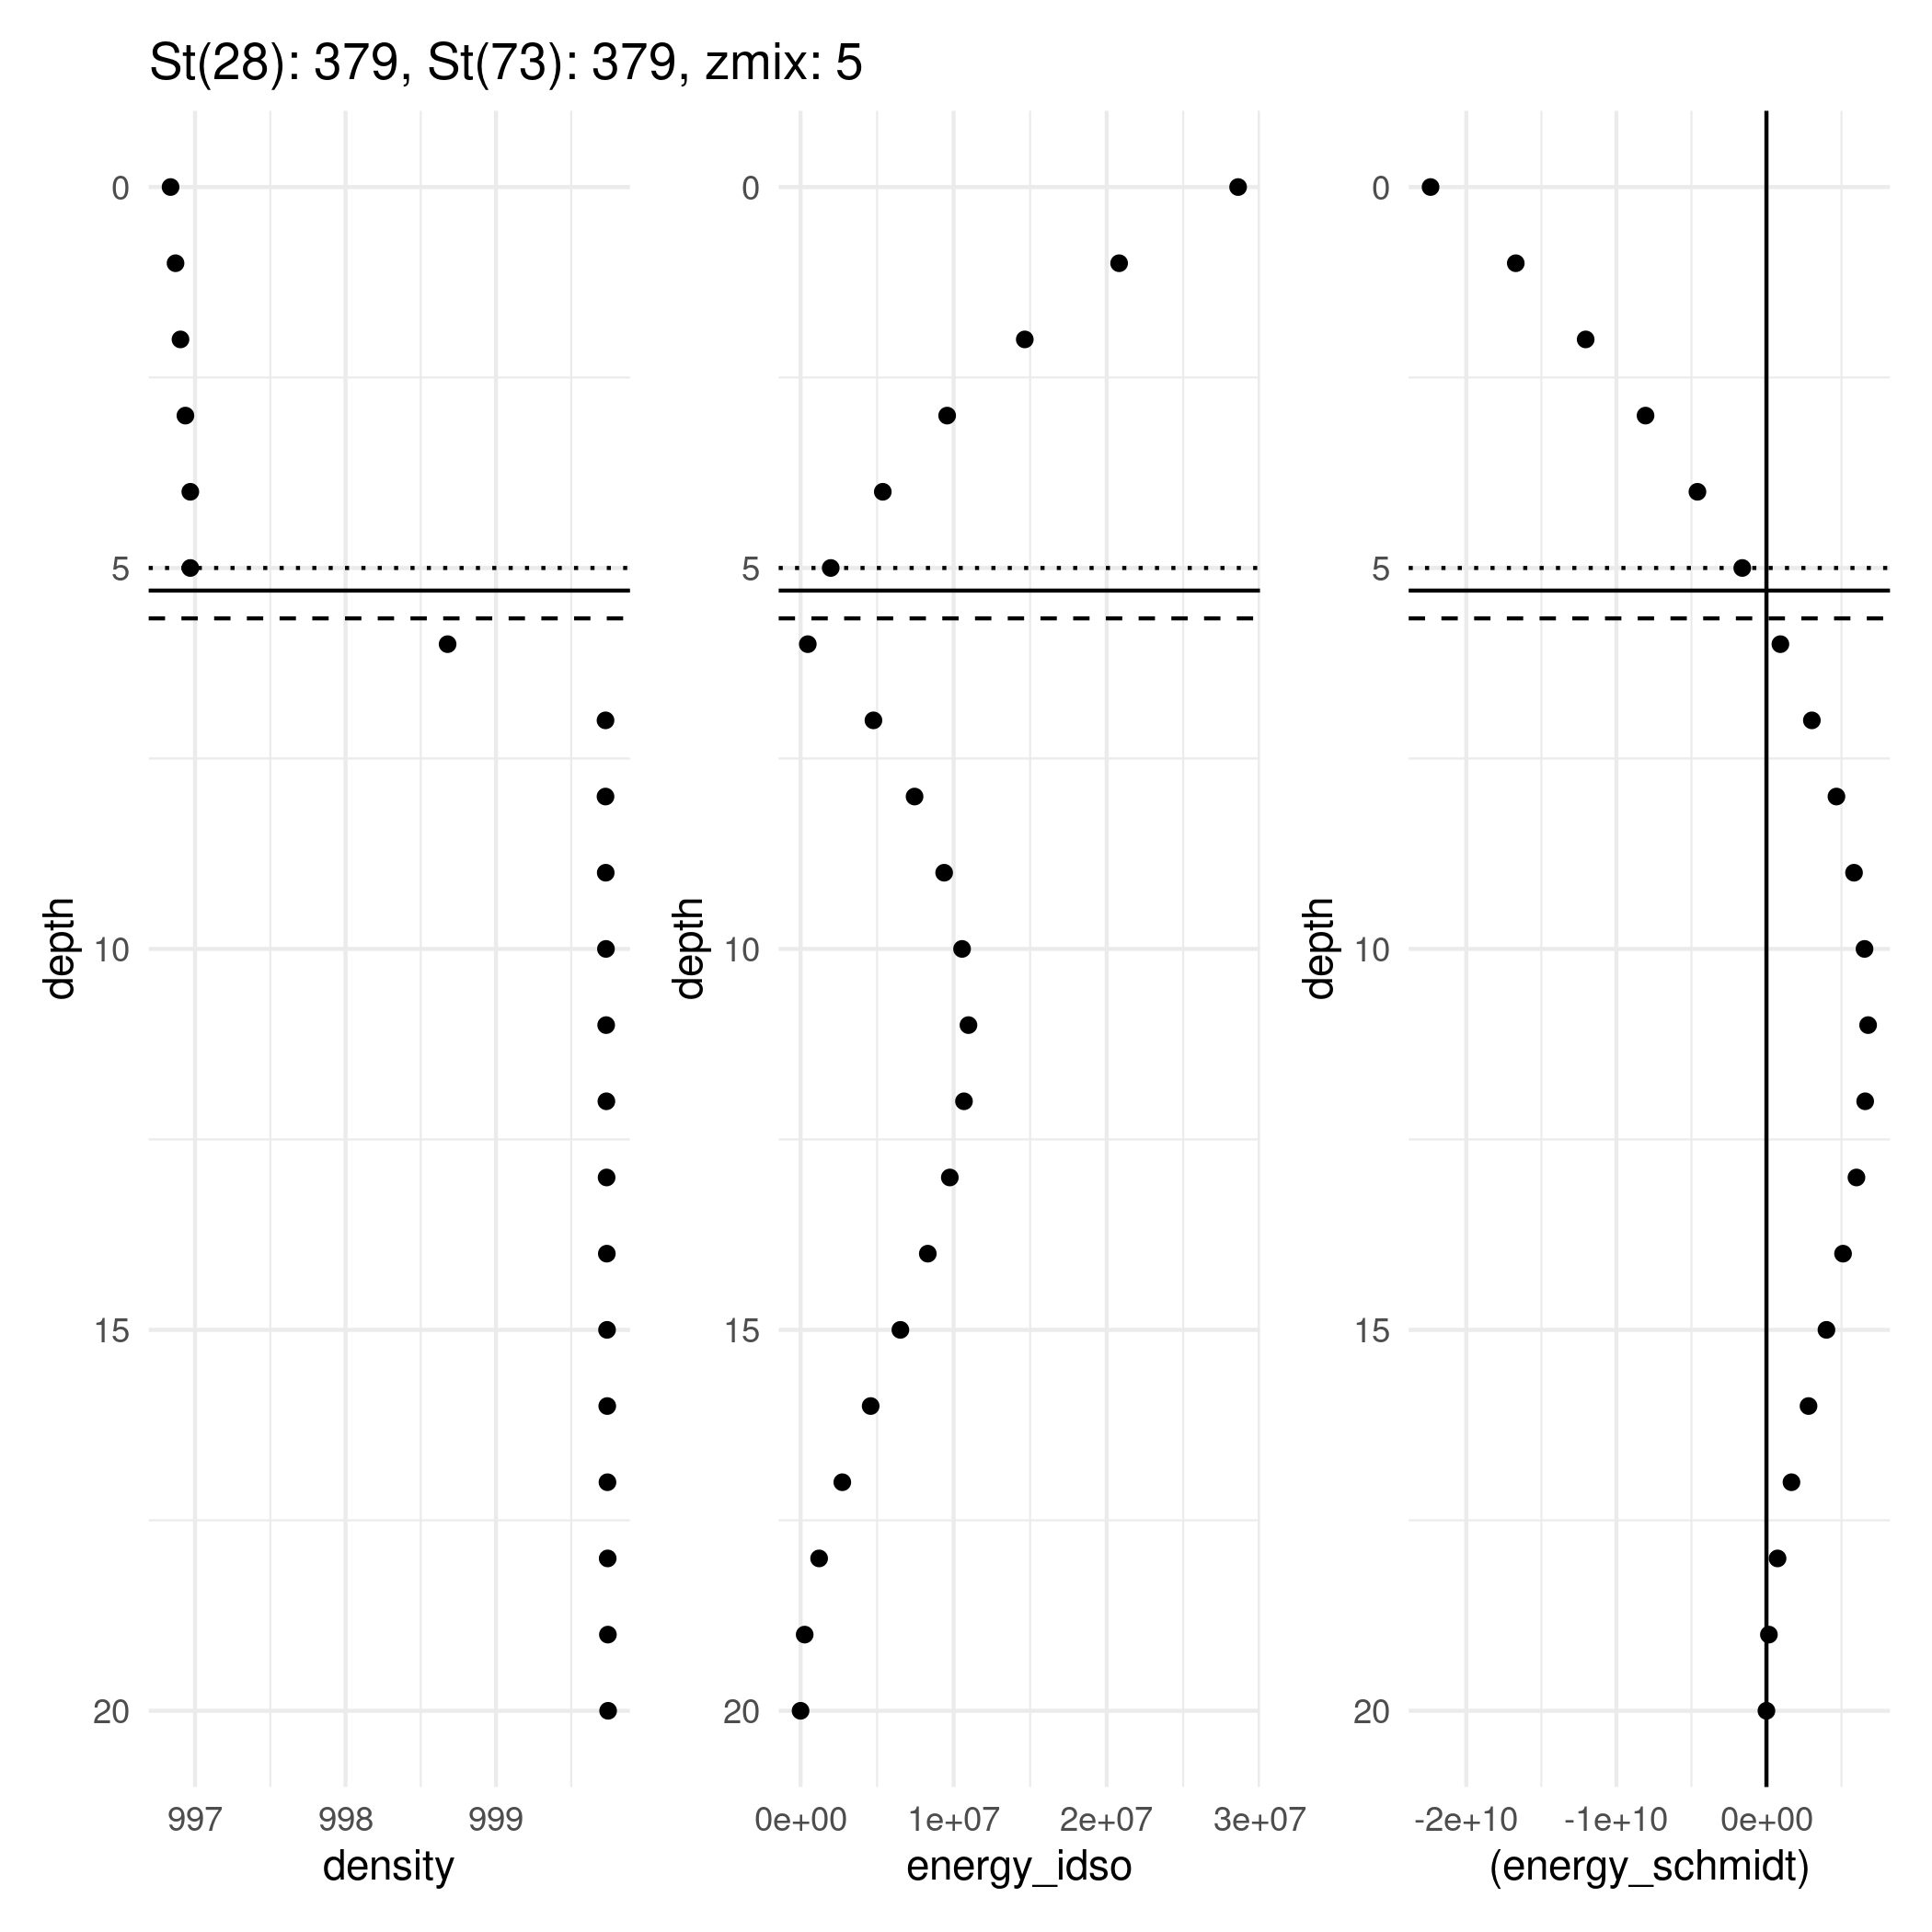 St(28): 379, St(73): 379, zmix: 5
depth
0
5
10
15
20
997 998 999
density
depth
0
5
10
15
20
0e+00 1e+07 2e+07 3e+07
energy_idso
depth
0
5
10
15
20
-2e+10 -1e+10 0e+00
(energy_schmidt)